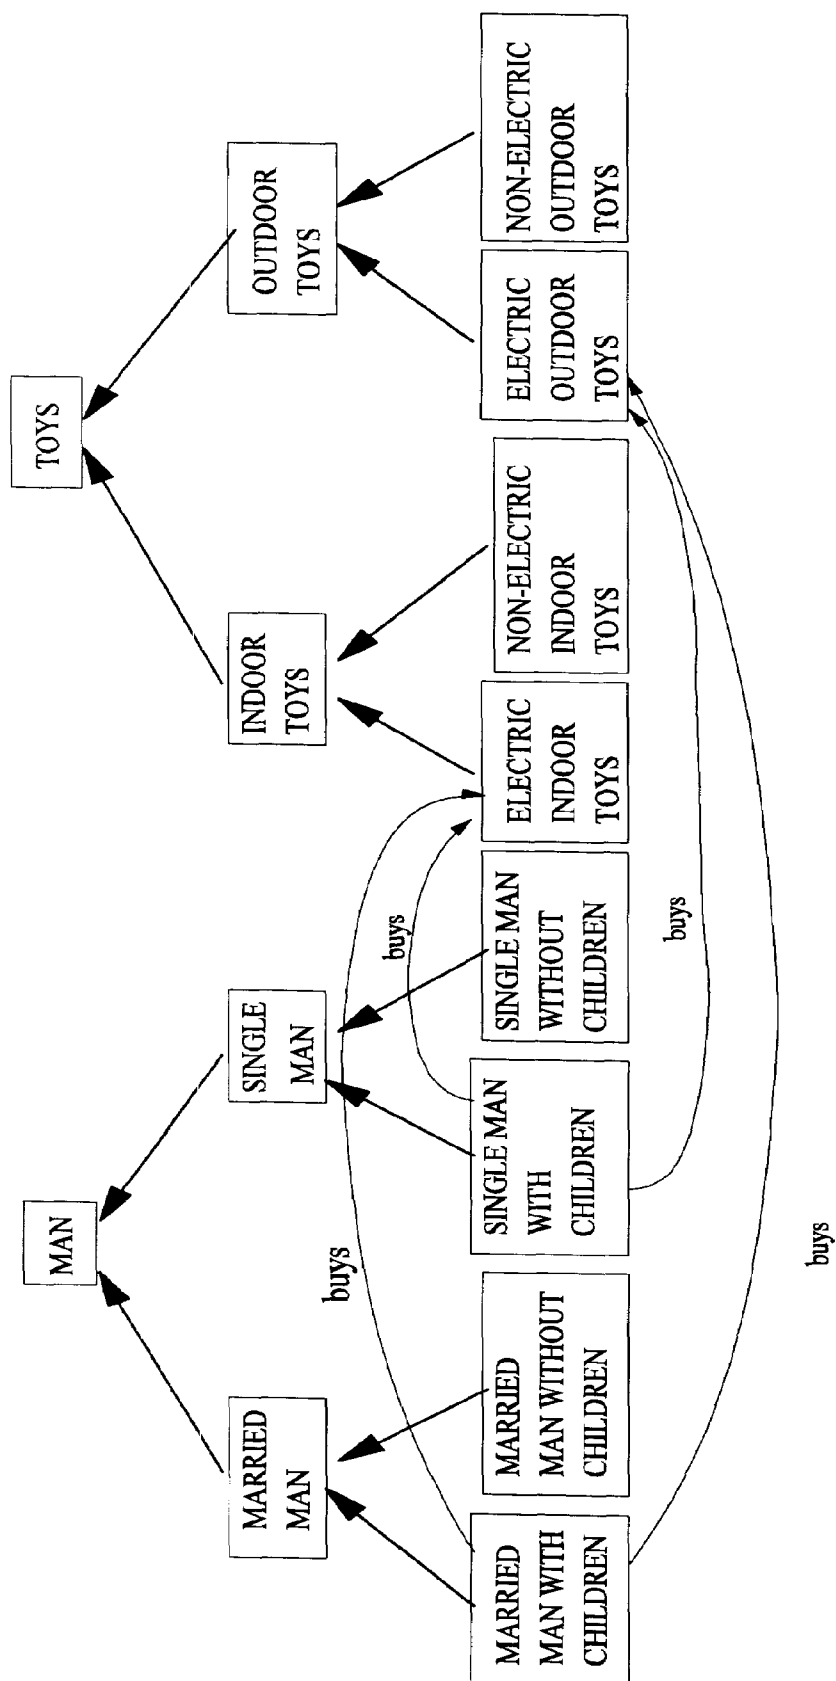 MAN
TOYS
MARRIED
MAN
SINGLE
MAN
INDOOR
TOYS
OUTDOOR
TOYS
buys
buys
MARRIED
MAN WITH
CHILDREN
MARRIED
MAN WITHOUT
CHILDREN
SINGLE MAN
WITH
CHILDREN
SINGLE MAN
WITHOUT
CHILDREN
ELECTRIC
INDOOR
TOYS
NON-ELECTRIC
INDOOR
TOYS
ELECTRIC
OUTDOOR
TOYS
NON-ELECTRIC
OUTDOOR
TOYS
buys
buys